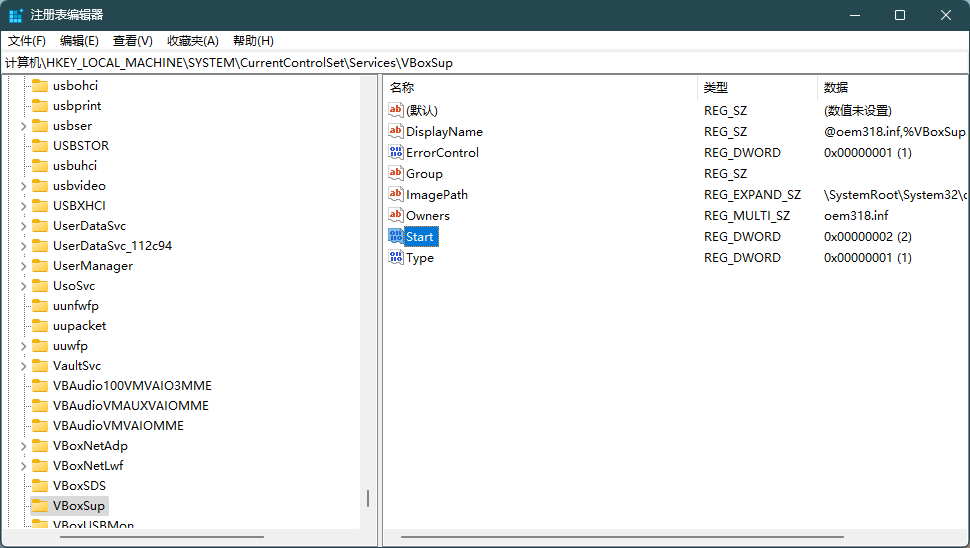 注册表编辑器
文件(F) 编辑(E) 查看(V) 收藏夹(A) 帮助(H)
计算机\HKEY_LOCAL_MACHINE\SYSTEM\CurrentControlSet\Services\VBoxSup
usbohci
usbprint
usbser
USBSTOR
usbuhci
usbvideo
USBXHCI
UserDataSvc
UserDataSvc_112c94
UserManager
UsoSvc
uunfwfp
uupacket
uuwfp
VaultSvc
VBAudio100VMVAIO3MME
VBAudioVMAUXVAIOMME
VBAudioVMVAIOMME
VBoxNetAdp
VBoxNetLwf
VBoxSDS
VBoxSup
VBoxUSBMon
名称 类型 数据
(默认) REG_SZ (数值未设置)
DisplayName REG_SZ @oem318.inf,%VBoxSup
ErrorControl REG_DWORD 0x00000001 (1)
Group REG_SZ
ImagePath REG_EXPAND_SZ \SystemRoot\System32\
Owners REG_MULTI_SZ oem318.inf
Start REG_DWORD 0x00000002 (2)
Type REG_DWORD 0x00000001 (1)